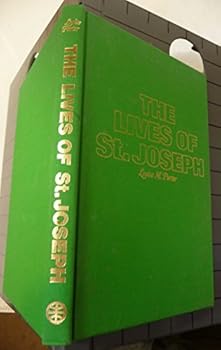 THE LIVES OF St. JOSEPH
THE
LIVES OF
St. JOSEPH